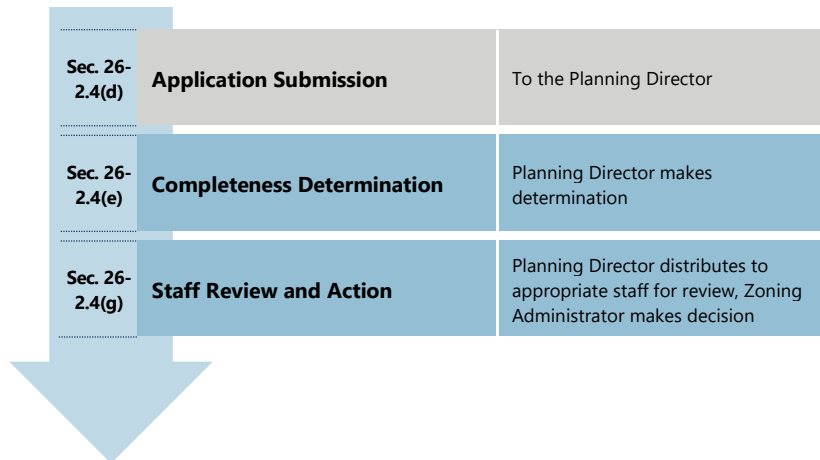 Sec. 26-
2.4(d)
Application Submission
To the Planning Director
Sec. 26-
2.4(e)
Completeness Determination
Planning Director makes
determination
Sec. 26-
2.4(g)
Staff Review and Action
Planning Director distributes to
appropriate staff for review, Zoning
Administrator makes decision